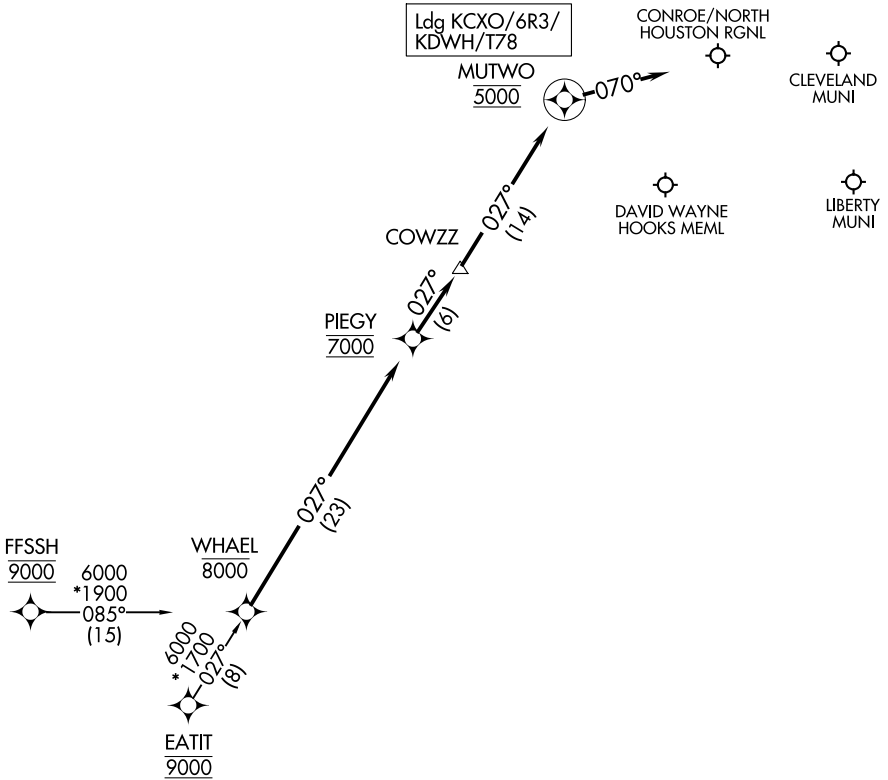 Ldg KCXO/6R3/
KDWH/T78
CONROE/NORTH
HOUSTON RGNL
CLEVELAND
MUNI
MUTWO
5000
070°
DAVID WAYNE
HOOKS MEML
LIBERTY
MUNI
027°
(14)
COWZZ
027°
(6)
PIEGY
7000
027°
(23)
FFSSH
9000
6000
*1900
085°
(15)
WHAEL
8000
6000
*1700
027°
(8)
EATIT
9000